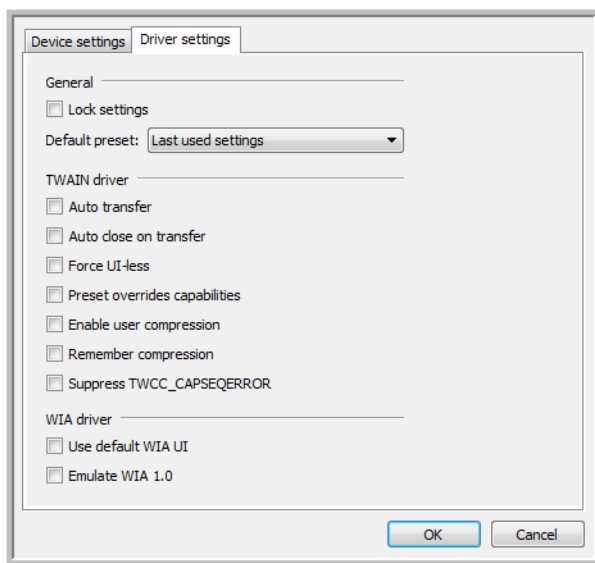 Device settings Driver settings
General
Lock settings
Default preset: Last used settings
TWAIN driver
Auto transfer
Auto close on transfer
Force UI-less
Preset overrides capabilities
Enable user compression
Remember compression
Suppress TWCC_CAPSEQERROR
WIA driver
Use default WIA UI
Emulate WIA 1.0
OK Cancel